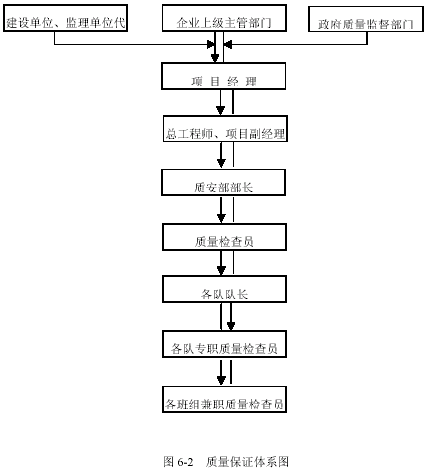 建设单位、监理单位代
企业上级主管部门
政府质量监督部门
项 目 经 理
总工程师、项目副经理
质安部部长
质量检查员
各队队长
各队专职质量检查员
各班组兼职质量检查员
图 6-2 质量保证体系图